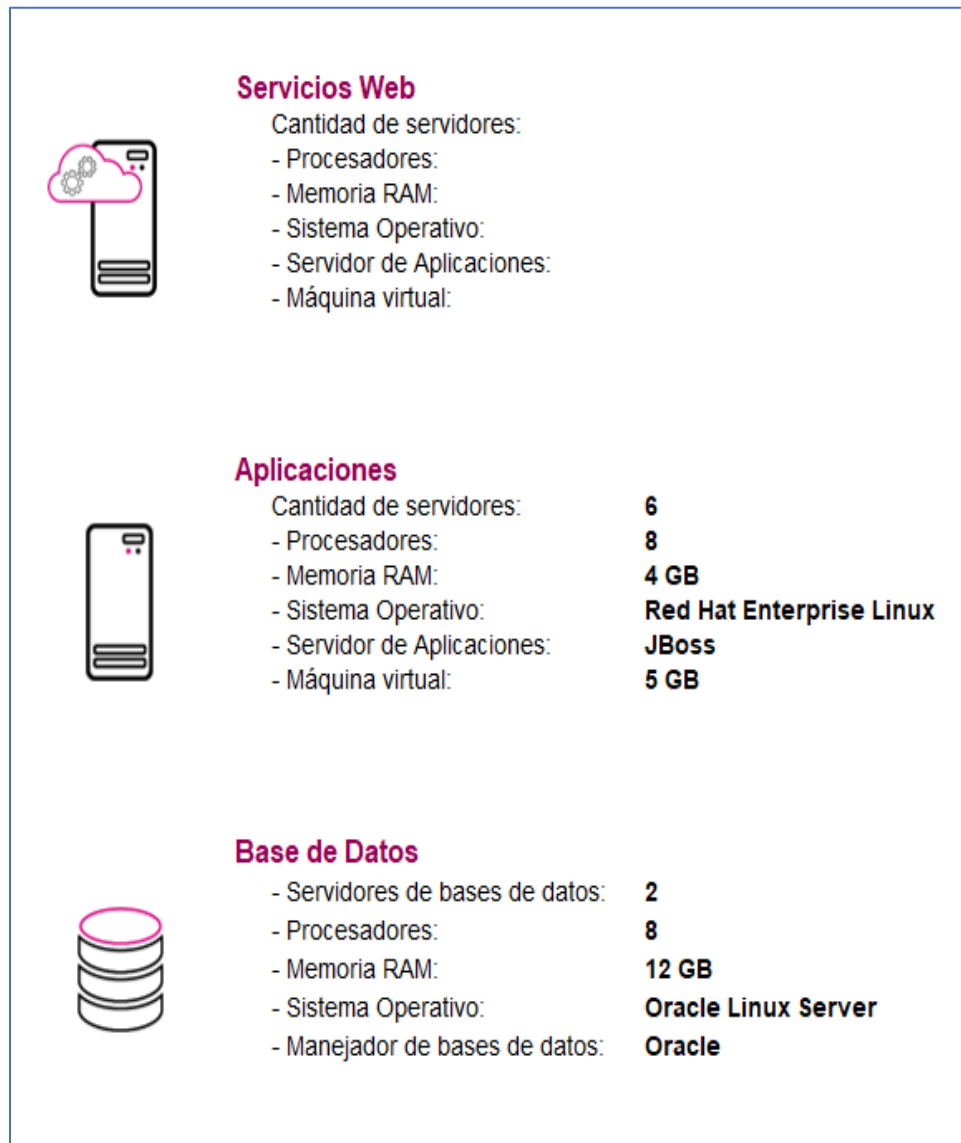 Servicios Web
Cantidad de servidores:
- Procesadores:
- Memoria RAM:
- Sistema Operativo:
- Servidor de Aplicaciones:
- Máquina virtual:
Aplicaciones
Cantidad de servidores: 6
- Procesadores: 8
- Memoria RAM: 4 GB
- Sistema Operativo: Red Hat Enterprise Linux
- Servidor de Aplicaciones: JBoss
- Máquina virtual: 5 GB
Base de Datos
- Servidores de bases de datos: 2
- Procesadores: 8
- Memoria RAM: 12 GB
- Sistema Operativo: Oracle Linux Server
- Manejador de bases de datos: Oracle